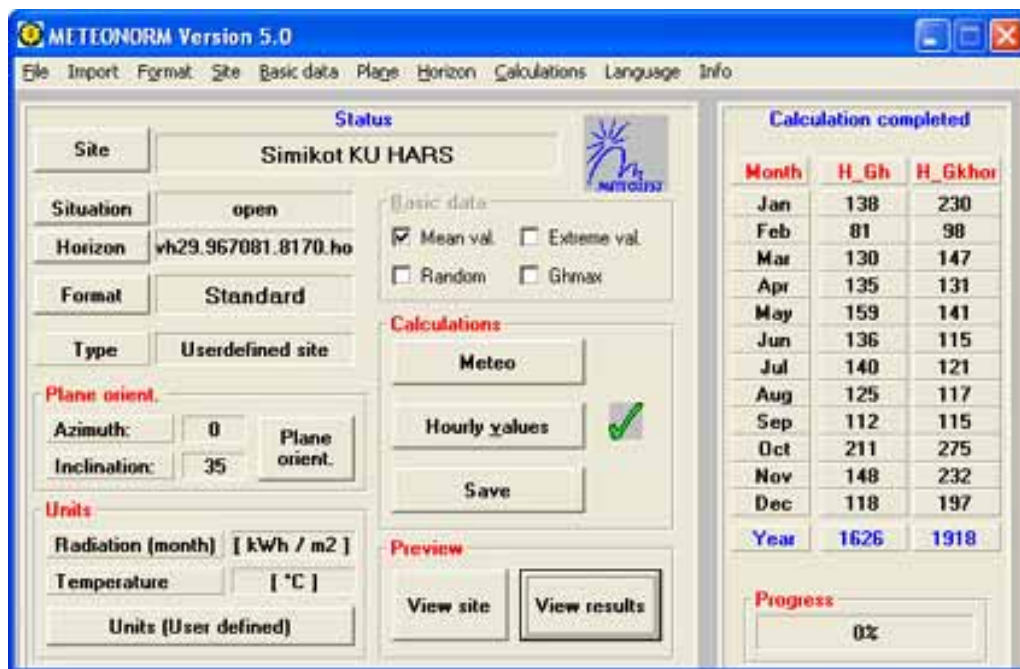 METEONORM Version 5.0
File Import Format Site Basic data Plane Horizon Calculations Language Info
Status
Site Simikot KU HARS
METEOTEST
Situation open
Horizon vh29.967081.8170.ho
Format Standard
Type Userdefined site
Plane orient.
Azimuth: 0
Inclination: 35
Plane orient.
Units
Radiation (month) [ kWh / m2 ]
Temperature [ °C ]
Units (User defined)
Basic data
Mean val. Extreme val.
Random Ghmax
Calculations
Meteo
Hourly values
Save
Preview
View site View results
Calculation completed
Month H_Gh H_Gkhor
Jan 138 230
Feb 81 98
Mar 130 147
Apr 135 131
May 159 141
Jun 136 115
Jul 140 121
Aug 125 117
Sep 112 115
Oct 211 275
Nov 148 232
Dec 118 197
Year 1626 1918
Progress
0%